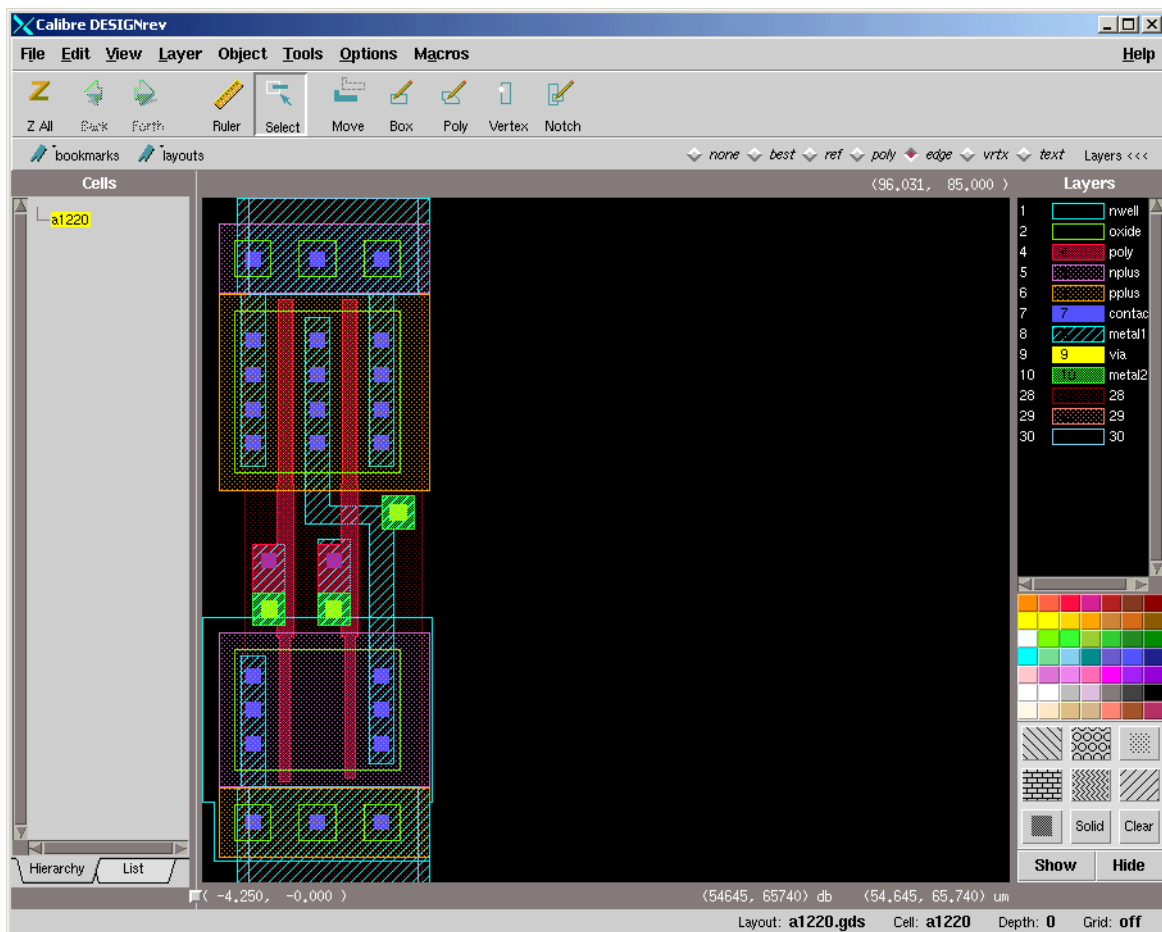 Calibre DESIGNrev
File Edit View Layer Object Tools Options Macros Help
Z All Back Forth Ruler Select Move Box Poly Vertex Notch
bookmarks layouts none best ref poly edge vrtx text Layers <<<
Cells (96.031, 85.000 ) Layers
a1220
1 nwell
2 oxide
4 4 poly
5 nplus
6 pplus
7 7 contac
8 metal1
9 9 via
10 10 metal2
28 28
29 29
30 30
Solid Clear
Hierarchy List Show Hide
( -4.250, -0.000 ) (54645, 65740) db (54.645, 65.740) um
Layout: a1220.gds Cell: a1220 Depth: 0 Grid: off